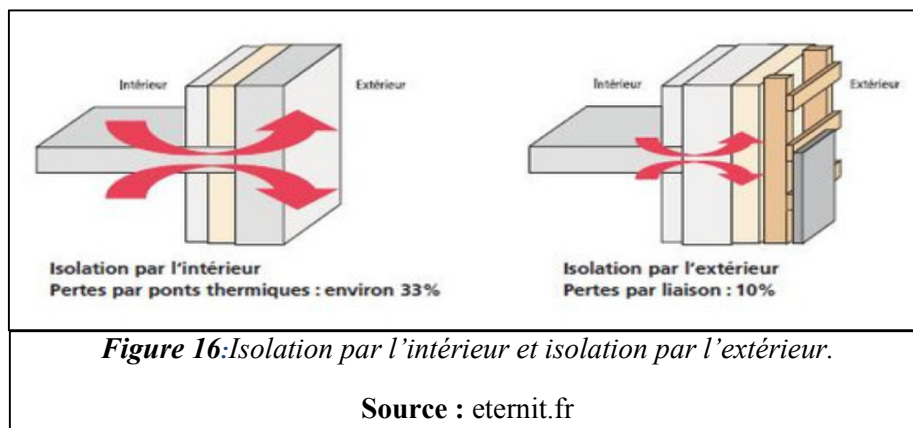 Intérieur
Extérieur
Isolation par l'intérieur
Pertes par ponts thermiques : environ 33%
Intérieur
Extérieur
Isolation par l'extérieur
Pertes par liaison : 10%
Figure 16:Isolation par l'intérieur et isolation par l'extérieur.
Source : eternit.fr